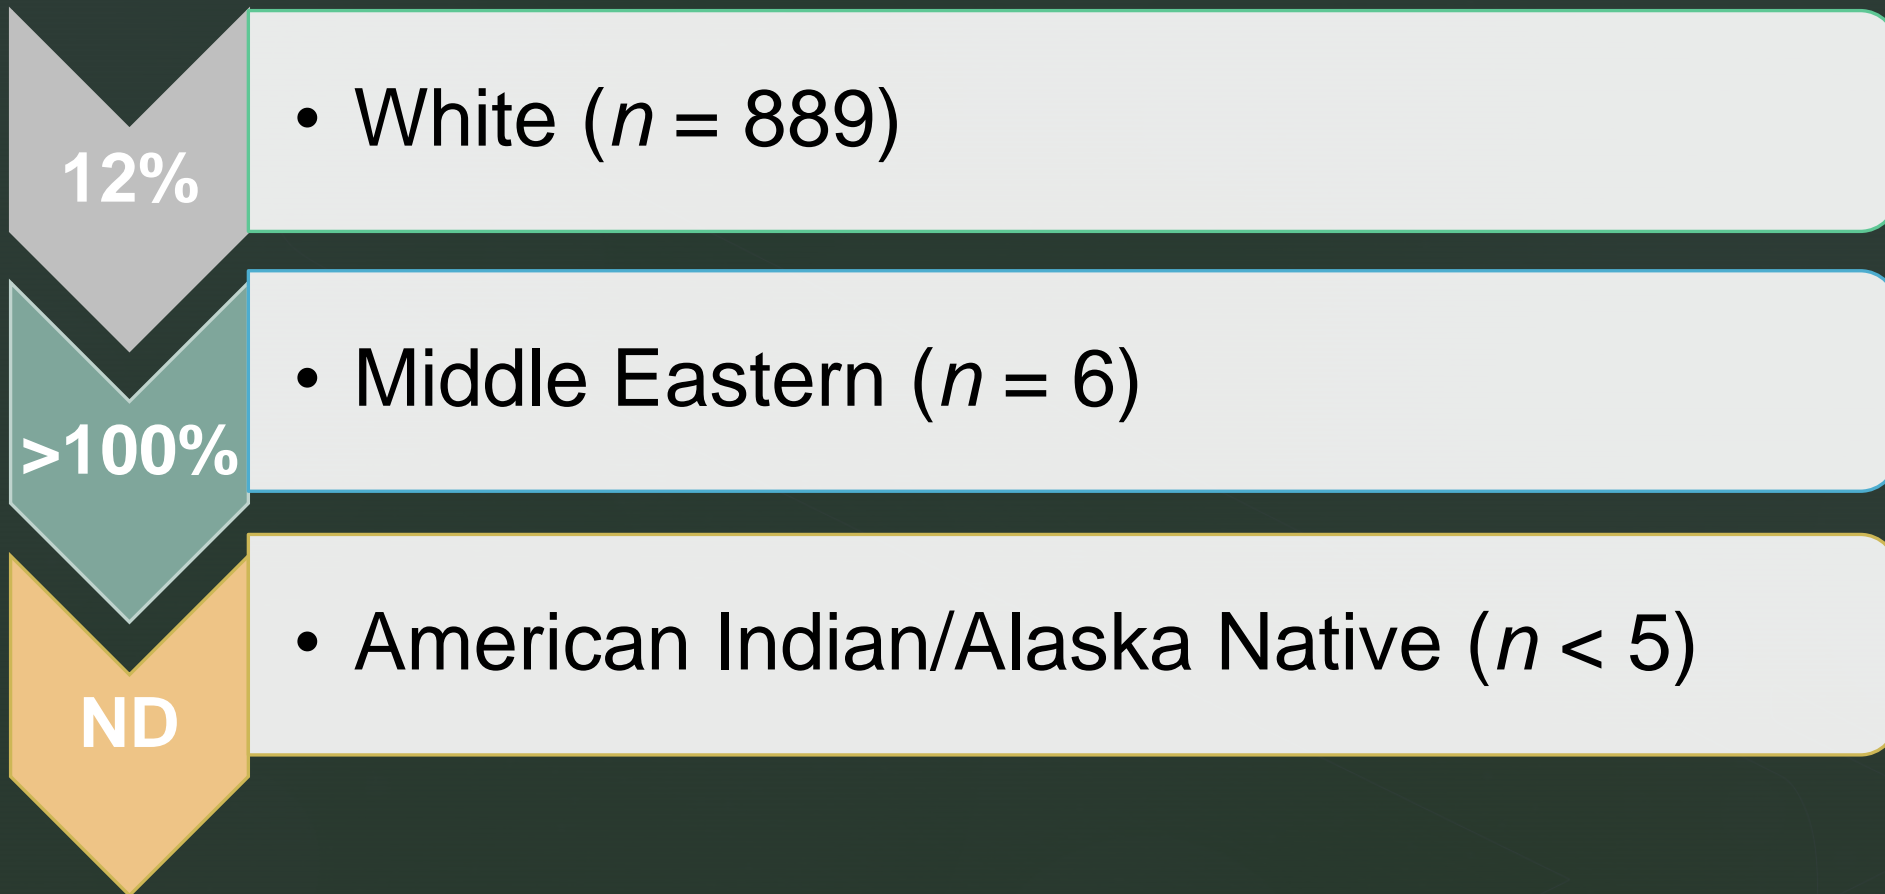 12%
• White (n = 889)
>100%
• Middle Eastern (n = 6)
ND
• American Indian/Alaska Native (n < 5)